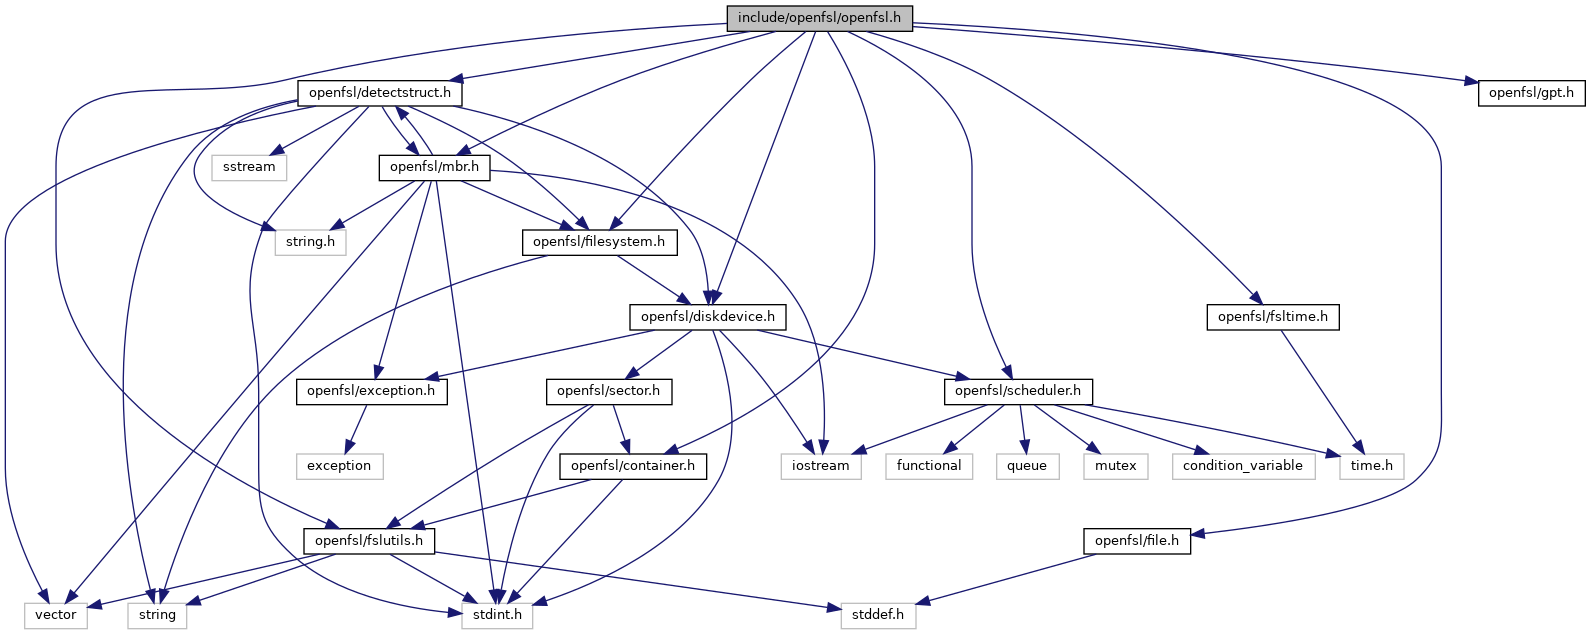 include/openfsl/openfsl.h
openfsl/detectstruct.h
openfsl/gpt.h
sstream
openfsl/mbr.h
string.h
openfsl/filesystem.h
openfsl/diskdevice.h
openfsl/fsltime.h
openfsl/exception.h
openfsl/sector.h
openfsl/scheduler.h
exception
openfsl/container.h
iostream
functional
queue
mutex
condition_variable
time.h
openfsl/fslutils.h
openfsl/file.h
vector
string
stdint.h
stddef.h